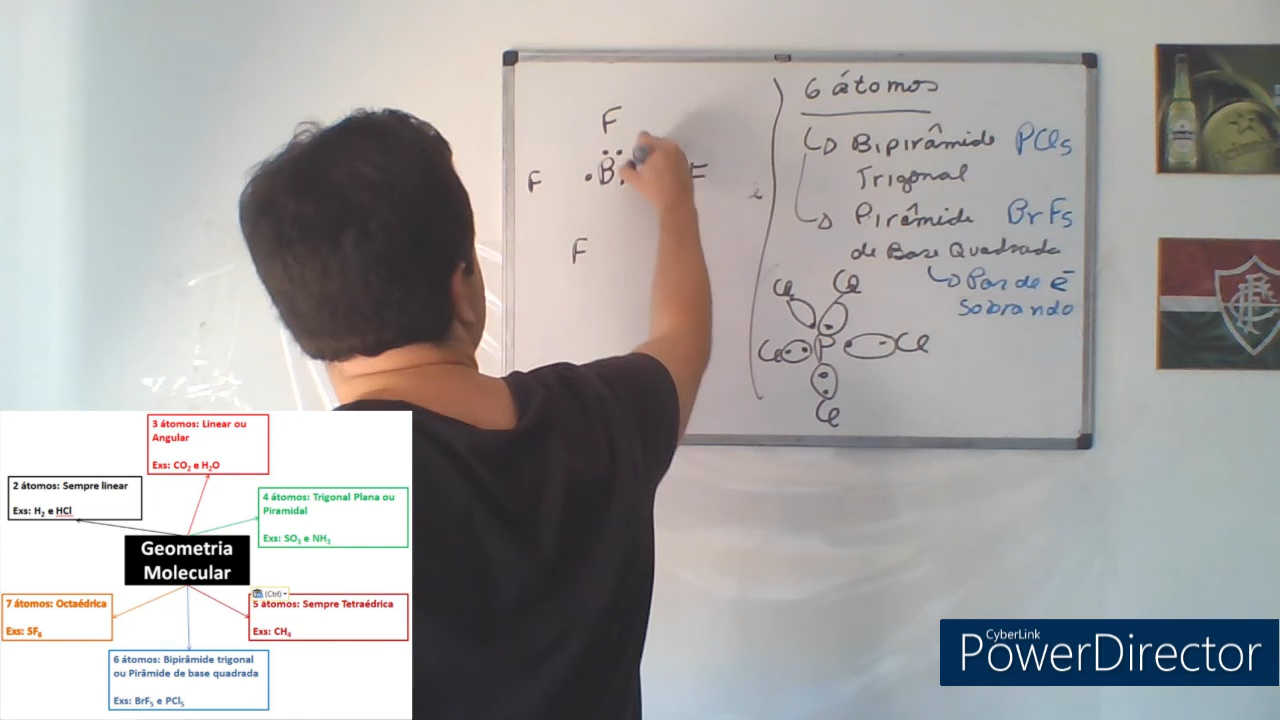 6 átomos
Bipirâmide PCl5
Trigonal
Pirâmide BrF5
de Base Quadrada
Par de e-
Sobrando
F
F B F
F
Cl Cl
Cl P Cl
Cl
3 átomos: Linear ou
Angular
Exs: CO2 e H2O
2 átomos: Sempre linear
Exs: H2 e HCl
4 átomos: Trigonal Plana ou
Piramidal
Exs: SO3 e NH3
Geometria
Molecular
(Ctrl)
7 átomos: Octaédrica
Exs: SF6
5 átomos: Sempre Tetraédrica
Exs: CH4
6 átomos: Bipirâmide trigonal
ou Pirâmide de base quadrada
Exs: BrF5 e PCl5
CyberLink
PowerDirector